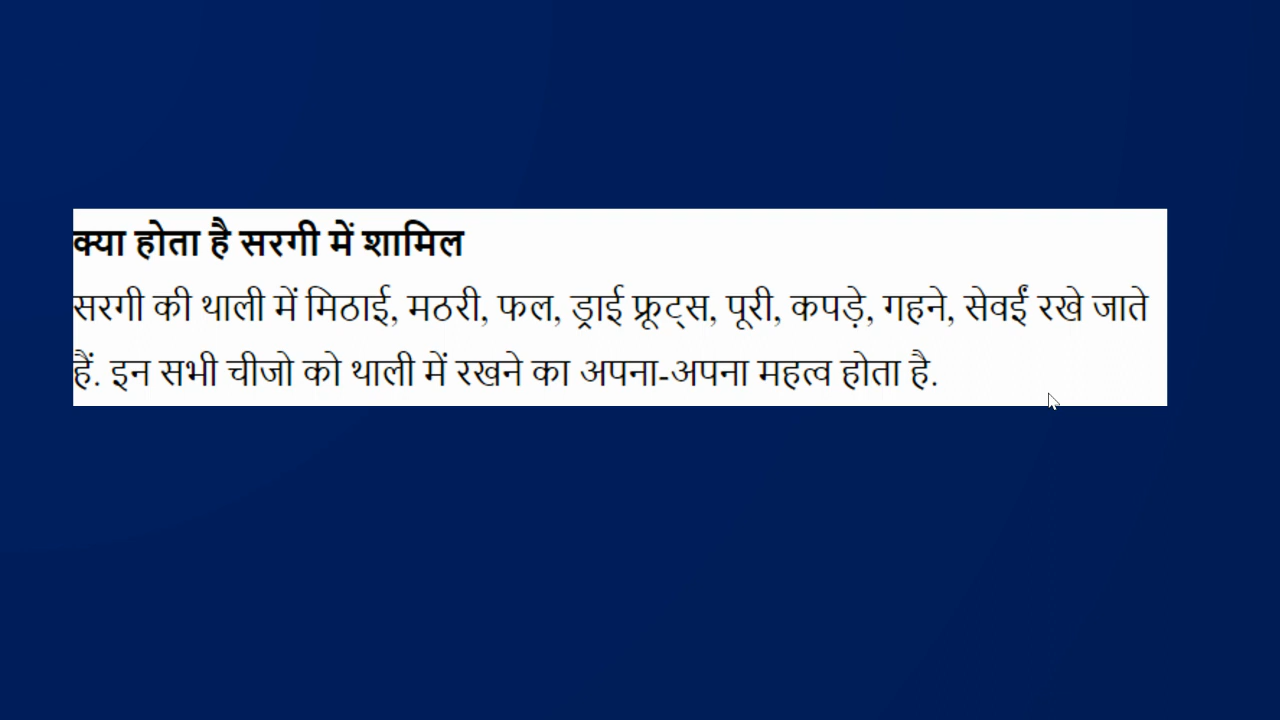 क्या होता है सरगी में शामिल
सरगी की थाली में मिठाई, मठरी, फल, ड्राई फ्रूट्स, पूरी, कपड़े, गहने, सेवईं रखे जाते
हैं. इन सभी चीजो को थाली में रखने का अपना-अपना महत्व होता है.